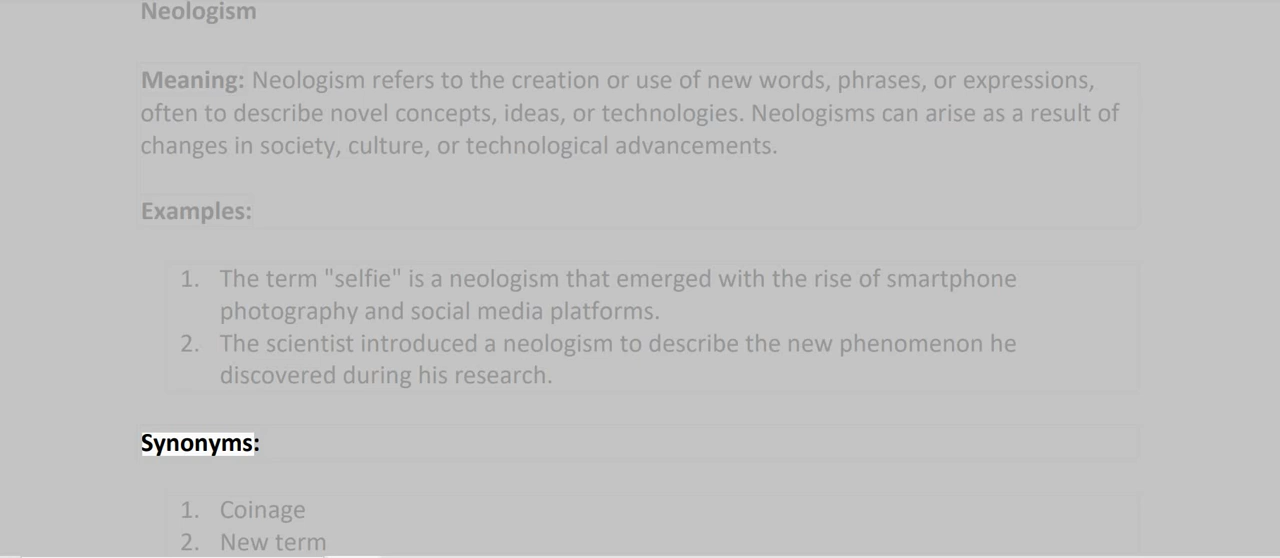 Neologism
Meaning: Neologism refers to the creation or use of new words, phrases, or expressions,
often to describe novel concepts, ideas, or technologies. Neologisms can arise as a result of
changes in society, culture, or technological advancements.
Examples:
1. The term "selfie" is a neologism that emerged with the rise of smartphone
photography and social media platforms.
2. The scientist introduced a neologism to describe the new phenomenon he
discovered during his research.
Synonyms:
1. Coinage
2. New term